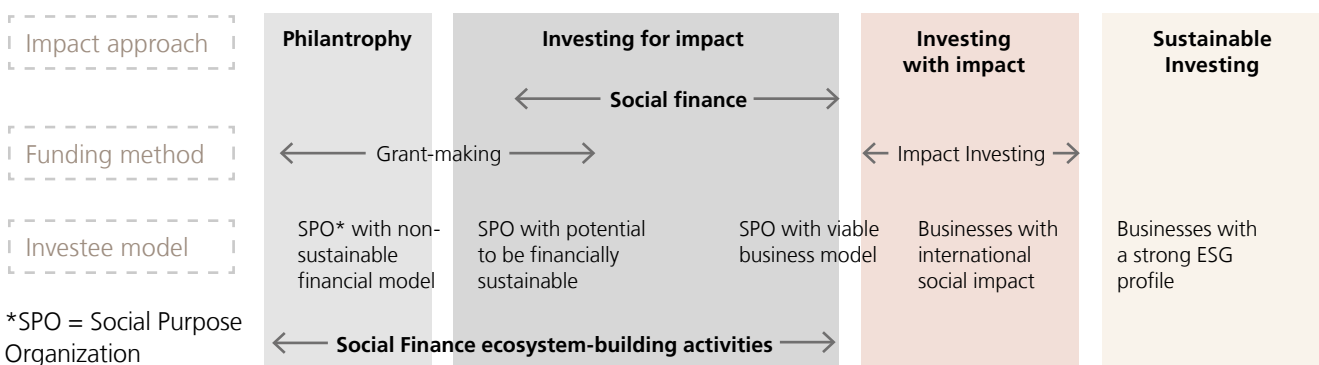 Impact approach
Philantrophy
Investing for impact
Investing
with impact
Sustainable
Investing
Social finance
Funding method
Grant-making
Impact Investing
Investee model
SPO* with non-
sustainable
financial model
SPO with potential
to be financially
sustainable
SPO with viable
business model
Businesses with
international
social impact
Businesses with
a strong ESG
profile
*SPO = Social Purpose
Organization
Social Finance ecosystem-building activities